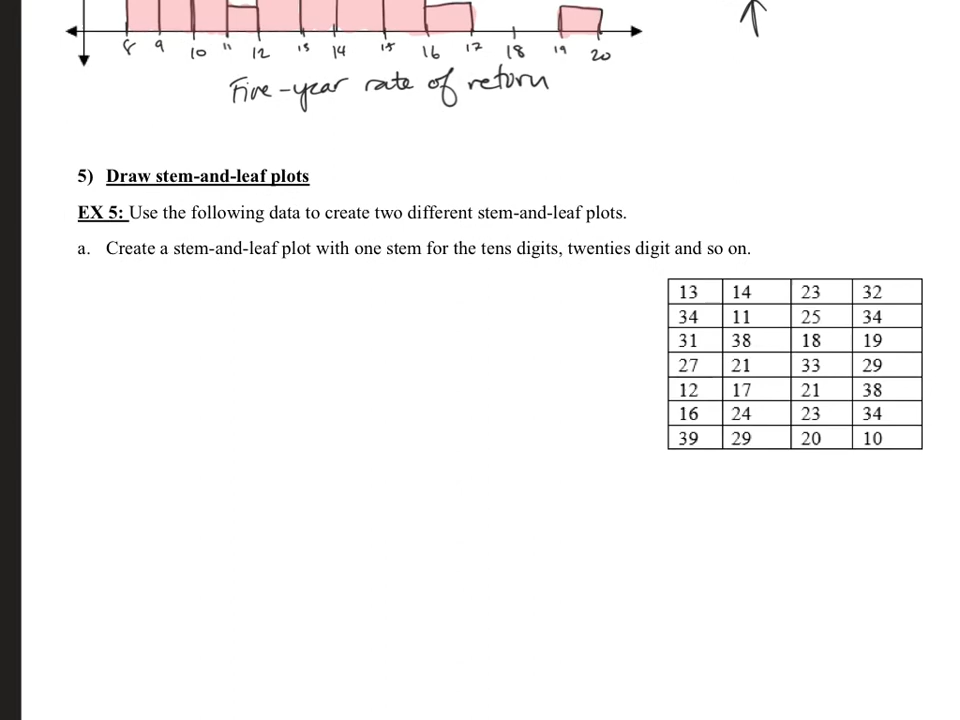 8 9 10 11 12 13 14 15 16 17 18 19 20
Five-year rate of return
5) Draw stem-and-leaf plots
EX 5: Use the following data to create two different stem-and-leaf plots.
a. Create a stem-and-leaf plot with one stem for the tens digits, twenties digit and so on.
13 14 23 32
34 11 25 34
31 38 18 19
27 21 33 29
12 17 21 38
16 24 23 34
39 29 20 10